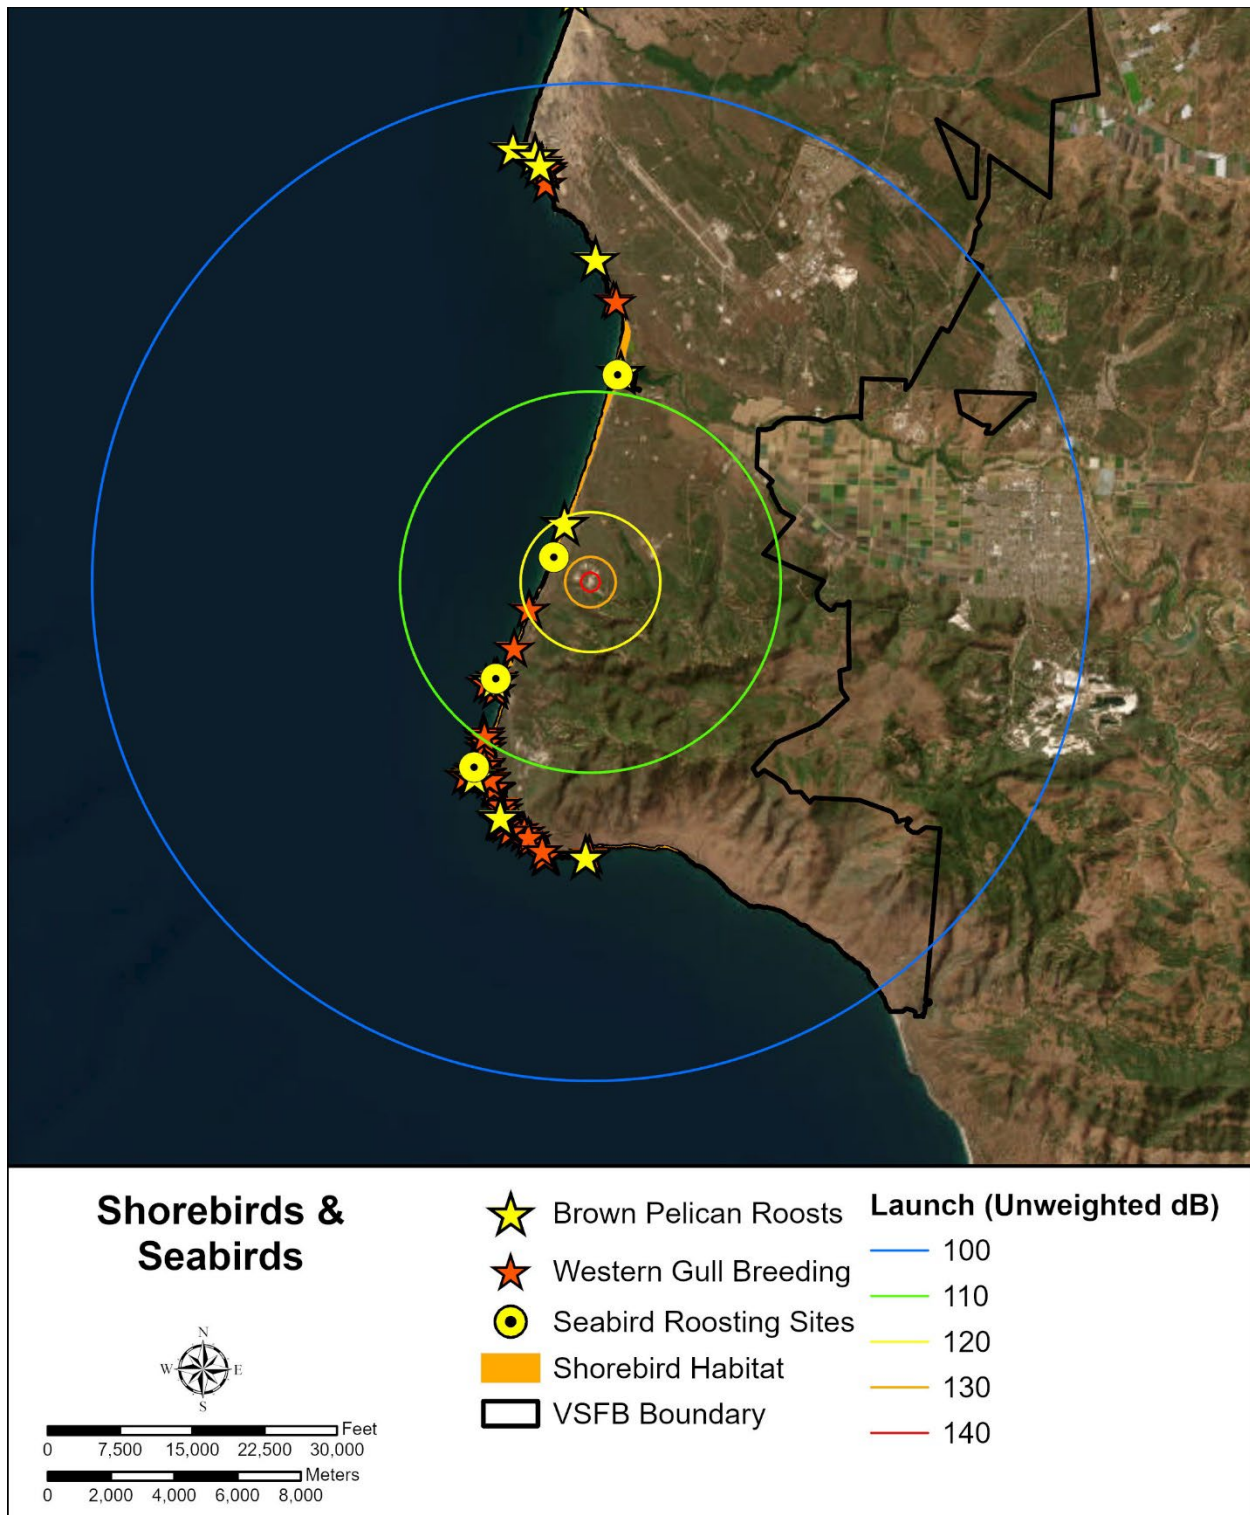 Shorebirds &
Seabirds
N
W E
S
Feet
0 7,500 15,000 22,500 30,000
Meters
0 2,000 4,000 6,000 8,000
Brown Pelican Roosts
Western Gull Breeding
Seabird Roosting Sites
Shorebird Habitat
VSFB Boundary
Launch (Unweighted dB)
100
110
120
130
140